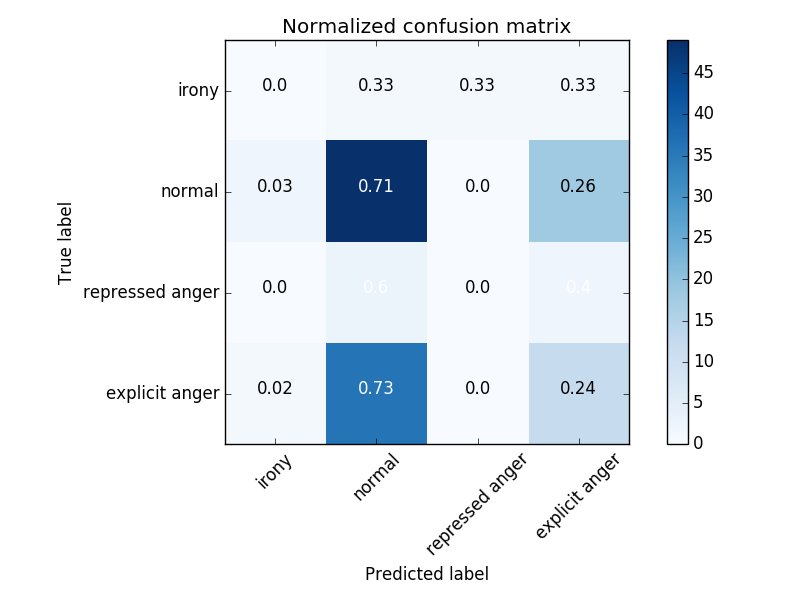 Normalized confusion matrix
irony 0.0 0.33 0.33 0.33
normal 0.03 0.71 0.0 0.26
repressed anger 0.0 0.6 0.0 0.4
explicit anger 0.02 0.73 0.0 0.24
True label
irony normal repressed anger explicit anger
Predicted label
45
40
35
30
25
20
15
10
5
0